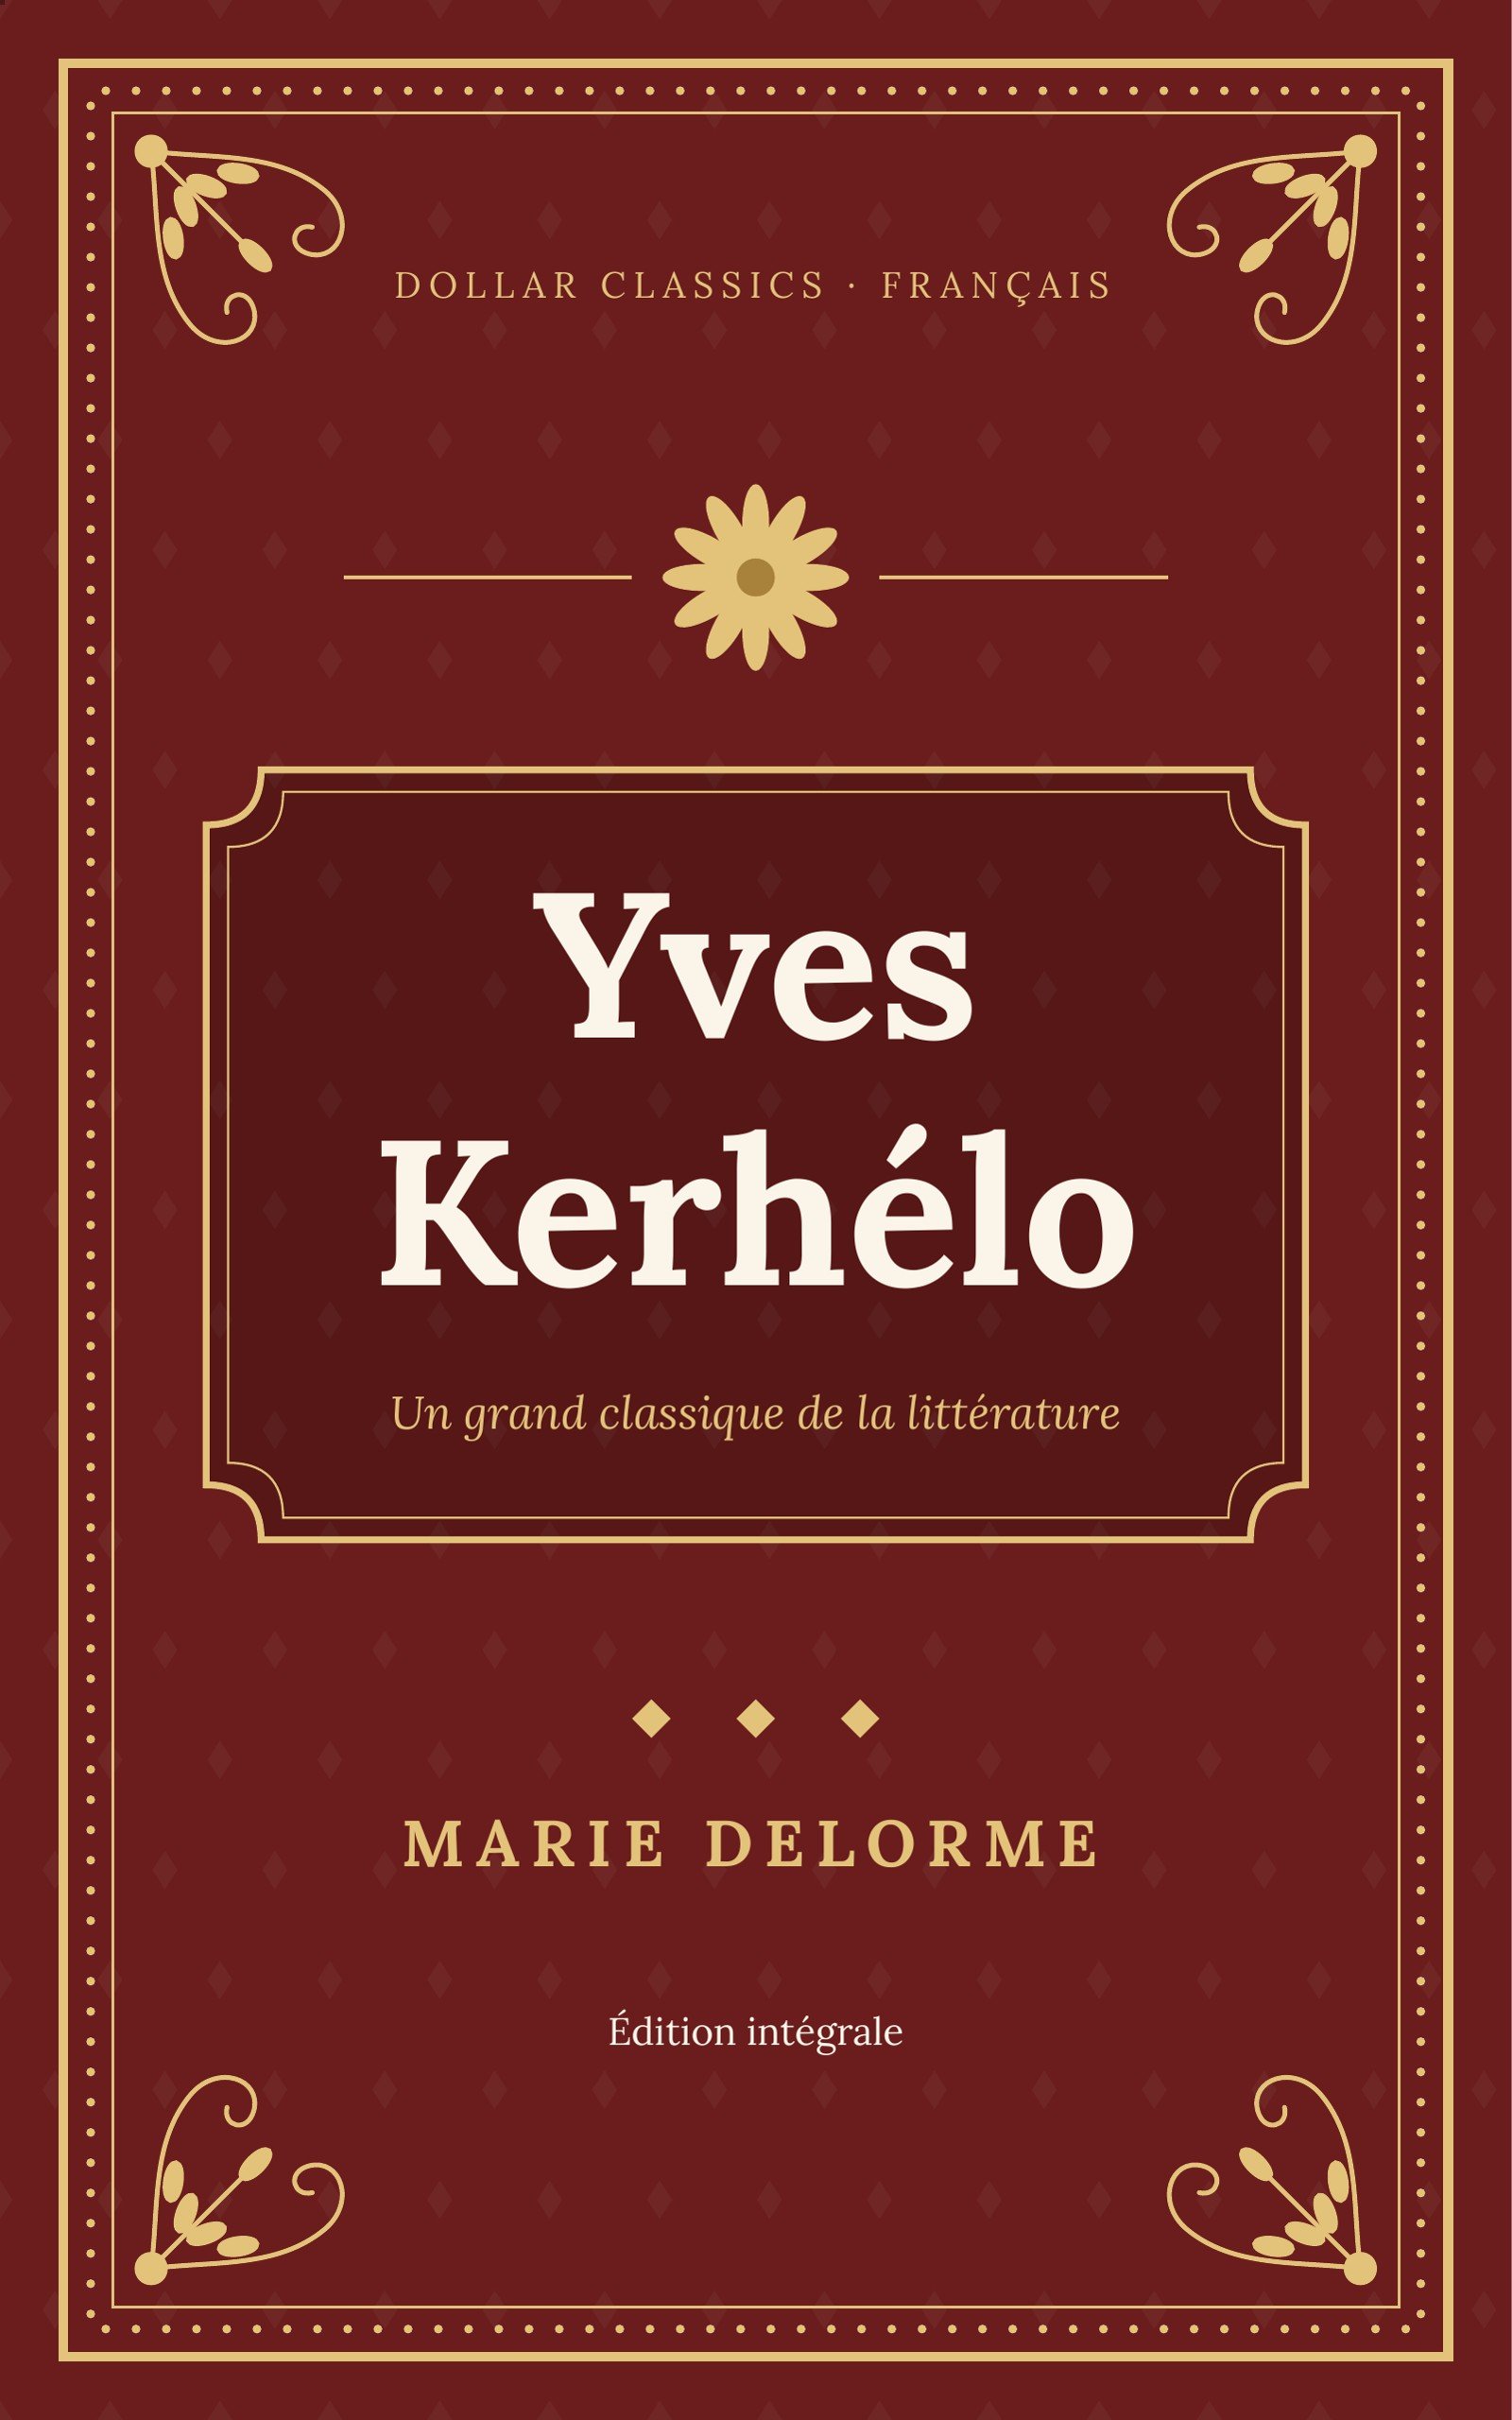 DOLLAR CLASSICS · FRANÇAIS
Yves
Kerhélo
Un grand classique de la littérature
MARIE DELORME
Édition intégrale